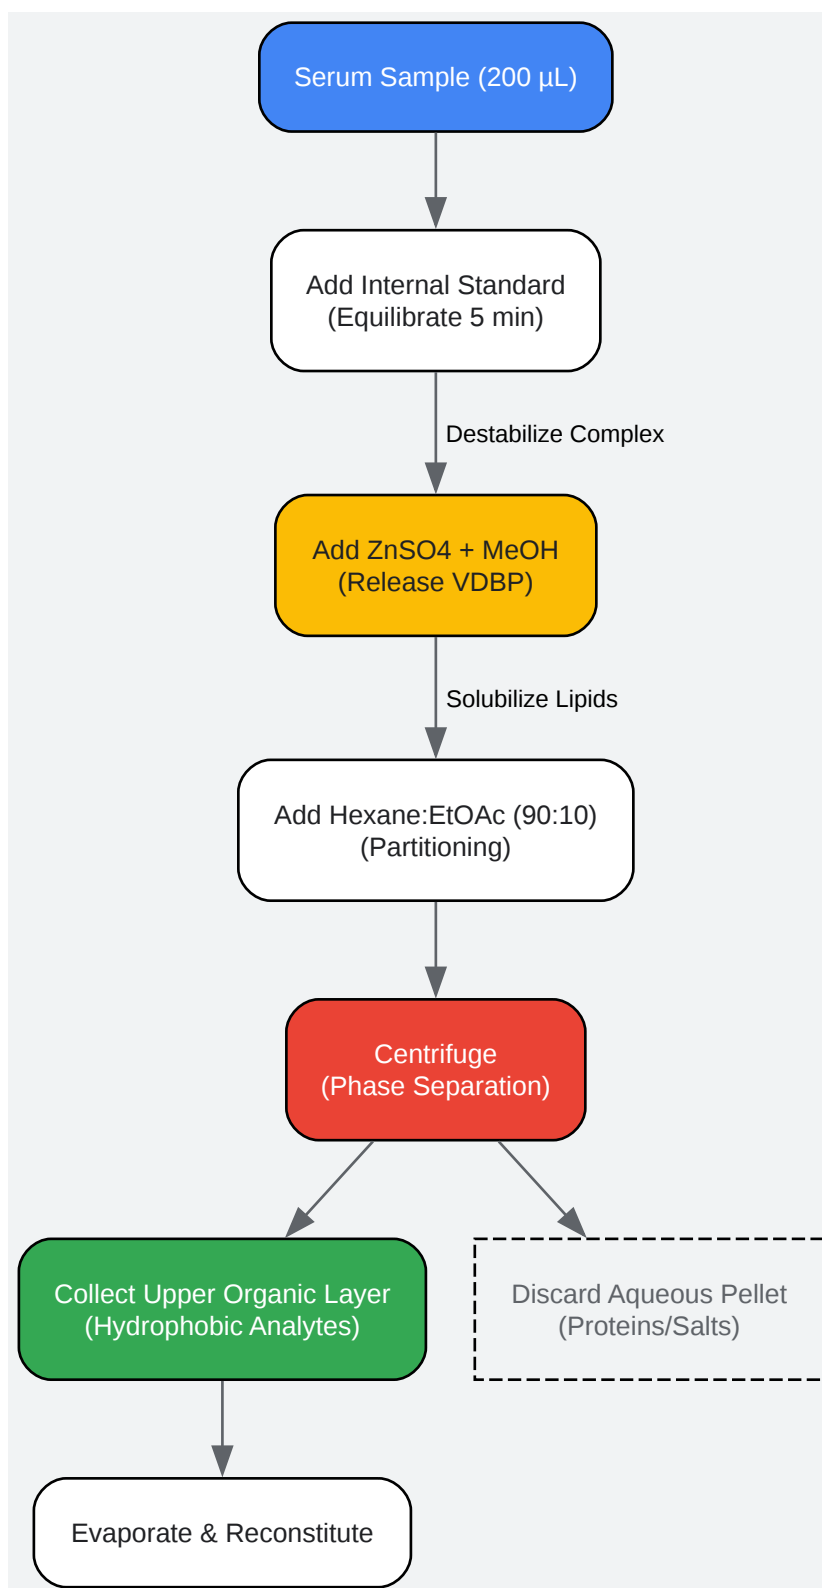 Serum Sample (200 µL)
Add Internal Standard
(Equilibrate 5 min)
Destabilize Complex
Add ZnSO4 + MeOH
(Release VDBP)
Solubilize Lipids
Add Hexane:EtOAc (90:10)
(Partitioning)
Centrifuge
(Phase Separation)
Collect Upper Organic Layer
(Hydrophobic Analytes)
Discard Aqueous Pellet
(Proteins/Salts)
Evaporate & Reconstitute